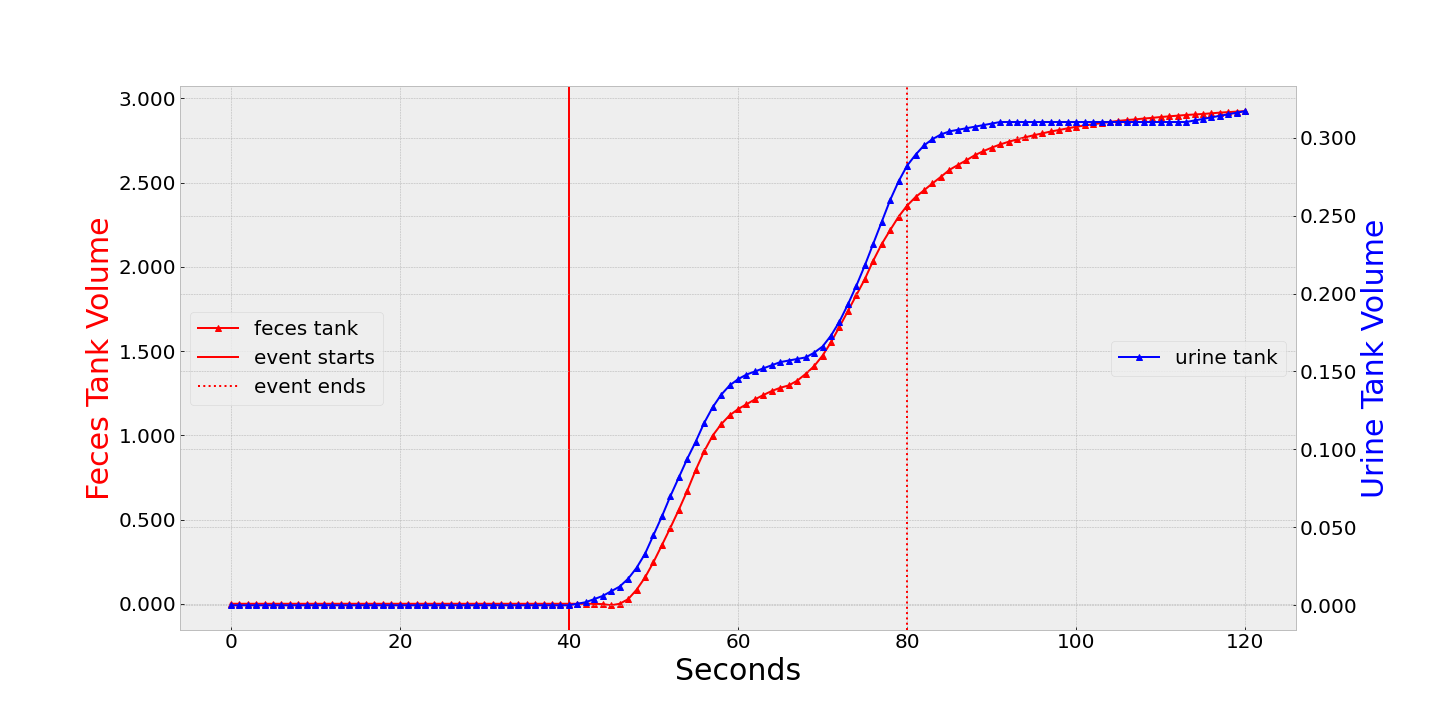 3.000
2.500
2.000
1.500
1.000
0.500
0.000
Feces Tank Volume
feces tank
event starts
event ends
urine tank
0.300
0.250
0.200
0.150
0.100
0.050
0.000
Urine Tank Volume
0 20 40 60 80 100 120
Seconds